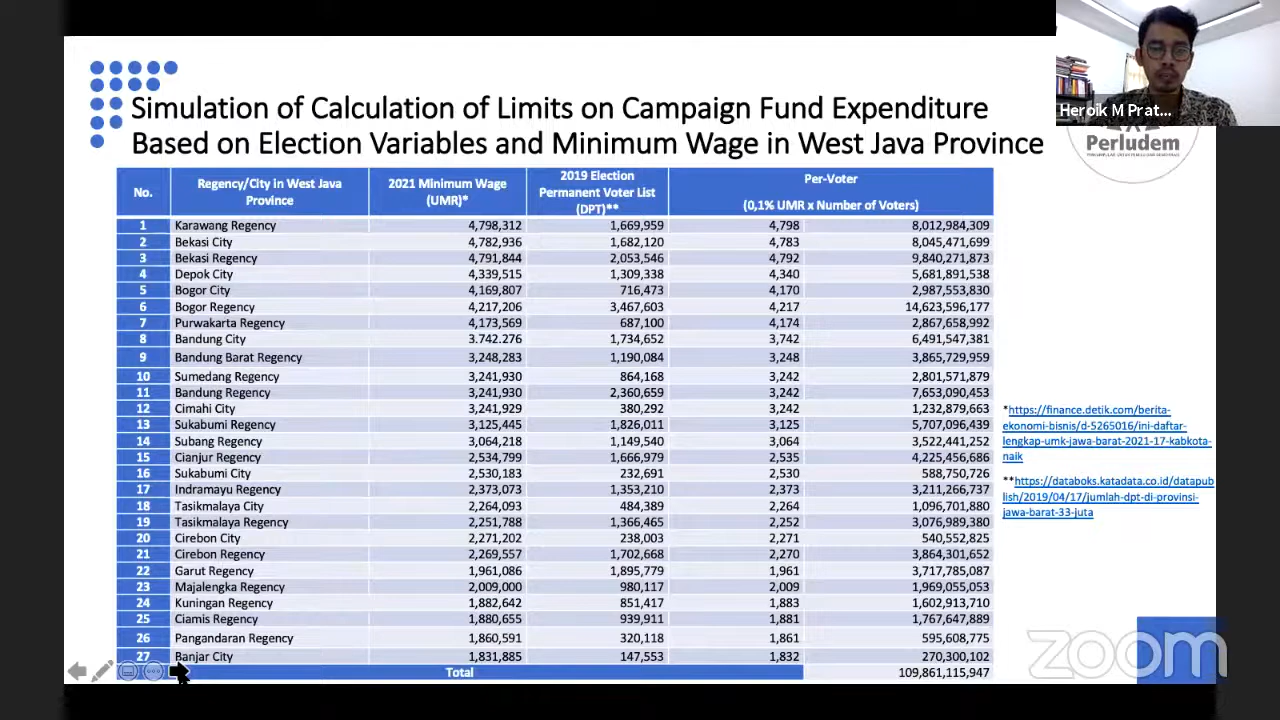 Heroik M Prat...
Perludem
Simulation of Calculation of Limits on Campaign Fund Expenditure
Based on Election Variables and Minimum Wage in West Java Province
No. Regency/City in West Java Province 2021 Minimum Wage (UMR)* 2019 Election Permanent Voter List (DPT)** Per-Voter (0,1% UMR x Number of Voters)
1 Karawang Regency 4,798,312 1,669,959 4,798 8,012,984,309
2 Bekasi City 4,782,936 1,682,120 4,783 8,045,471,699
3 Bekasi Regency 4,791,844 2,053,546 4,792 9,840,271,873
4 Depok City 4,339,515 1,309,338 4,340 5,681,891,538
5 Bogor City 4,169,807 716,473 4,170 2,987,553,830
6 Bogor Regency 4,217,206 3,467,603 4,217 14,623,596,177
7 Purwakarta Regency 4,173,569 687,100 4,174 2,867,658,992
8 Bandung City 3.742.276 1,734,652 3,742 6,491,547,381
9 Bandung Barat Regency 3,248,283 1,190,084 3,248 3,865,729,959
10 Sumedang Regency 3,241,930 864,168 3,242 2,801,571,879
11 Bandung Regency 3,241,930 2,360,659 3,242 7,653,090,453
12 Cimahi City 3,241,929 380,292 3,242 1,232,879,663
13 Sukabumi Regency 3,125,445 1,826,011 3,125 5,707,096,439
14 Subang Regency 3,064,218 1,149,540 3,064 3,522,441,252
15 Cianjur Regency 2,534,799 1,666,979 2,535 4,225,456,686
16 Sukabumi City 2,530,183 232,691 2,530 588,750,726
17 Indramayu Regency 2,373,073 1,353,210 2,373 3,211,266,737
18 Tasikmalaya City 2,264,093 484,389 2,264 1,096,701,880
19 Tasikmalaya Regency 2,251,788 1,366,465 2,252 3,076,989,380
20 Cirebon City 2,271,202 238,003 2,271 540,552,825
21 Cirebon Regency 2,269,557 1,702,668 2,270 3,864,301,652
22 Garut Regency 1,961,086 1,895,779 1,961 3,717,785,087
23 Majalengka Regency 2,009,000 980,117 2,009 1,969,055,053
24 Kuningan Regency 1,882,642 851,417 1,883 1,602,913,710
25 Ciamis Regency 1,880,655 939,911 1,881 1,767,647,889
26 Pangandaran Regency 1,860,591 320,118 1,861 595,608,775
27 Banjar City 1,831,885 147,553 1,832 270,300,102
Total 109,861,115,947
*https://finance.detik.com/berita-
ekonomi-bisnis/d-5265016/ini-daftar-
lengkap-umk-jawa-barat-2021-17-kabkota-
naik
**https://databoks.katadata.co.id/datapub
lish/2019/04/17/jumlah-dpt-di-provinsi-
jawa-barat-33-juta
zoom